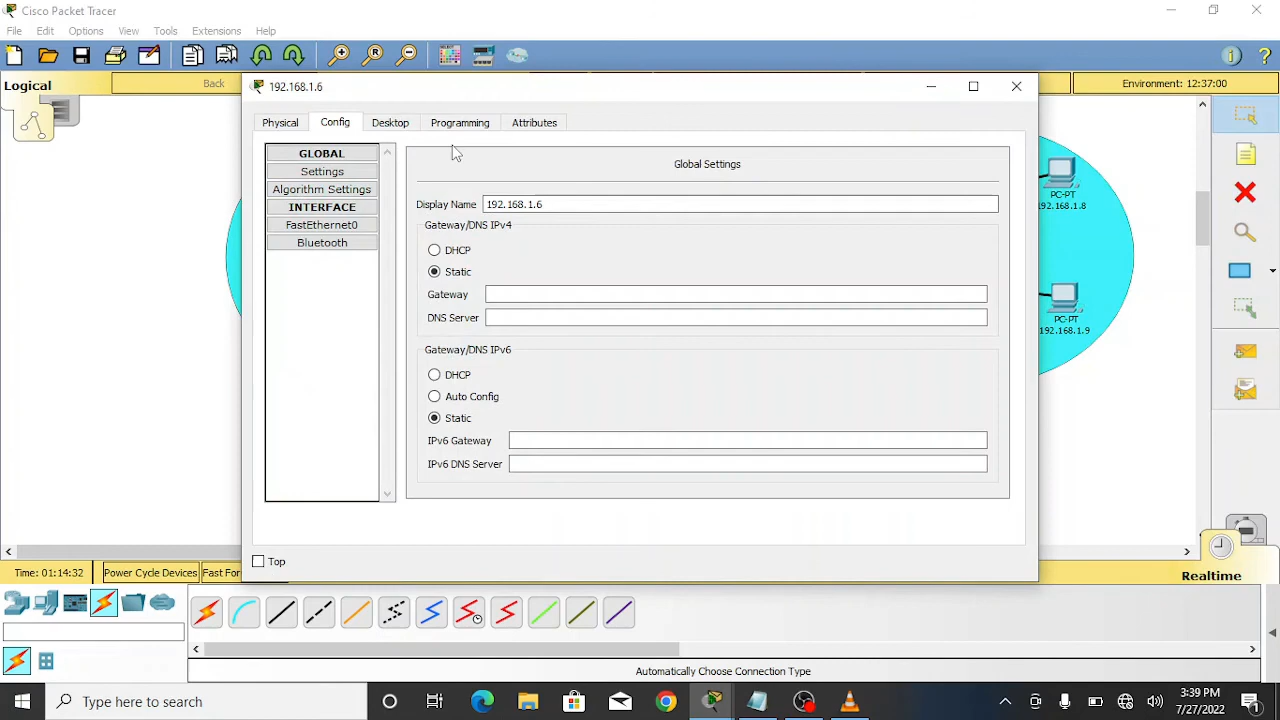 Cisco Packet Tracer
File Edit Options View Tools Extensions Help
Logical
Back
Environment: 12:37:00
192.168.1.6
Physical Config Desktop Programming Attributes
GLOBAL
Settings
Algorithm Settings
INTERFACE
FastEthernet0
Bluetooth
Global Settings
Display Name 192.168.1.6
Gateway/DNS IPv4
DHCP
Static
Gateway
DNS Server
Gateway/DNS IPv6
DHCP
Auto Config
Static
IPv6 Gateway
IPv6 DNS Server
Top
PC-PT
192.168.1.8
PC-PT
192.168.1.9
Time: 01:14:32 Power Cycle Devices Fast For
Realtime
Automatically Choose Connection Type
Type here to search
3:39 PM
7/27/2022